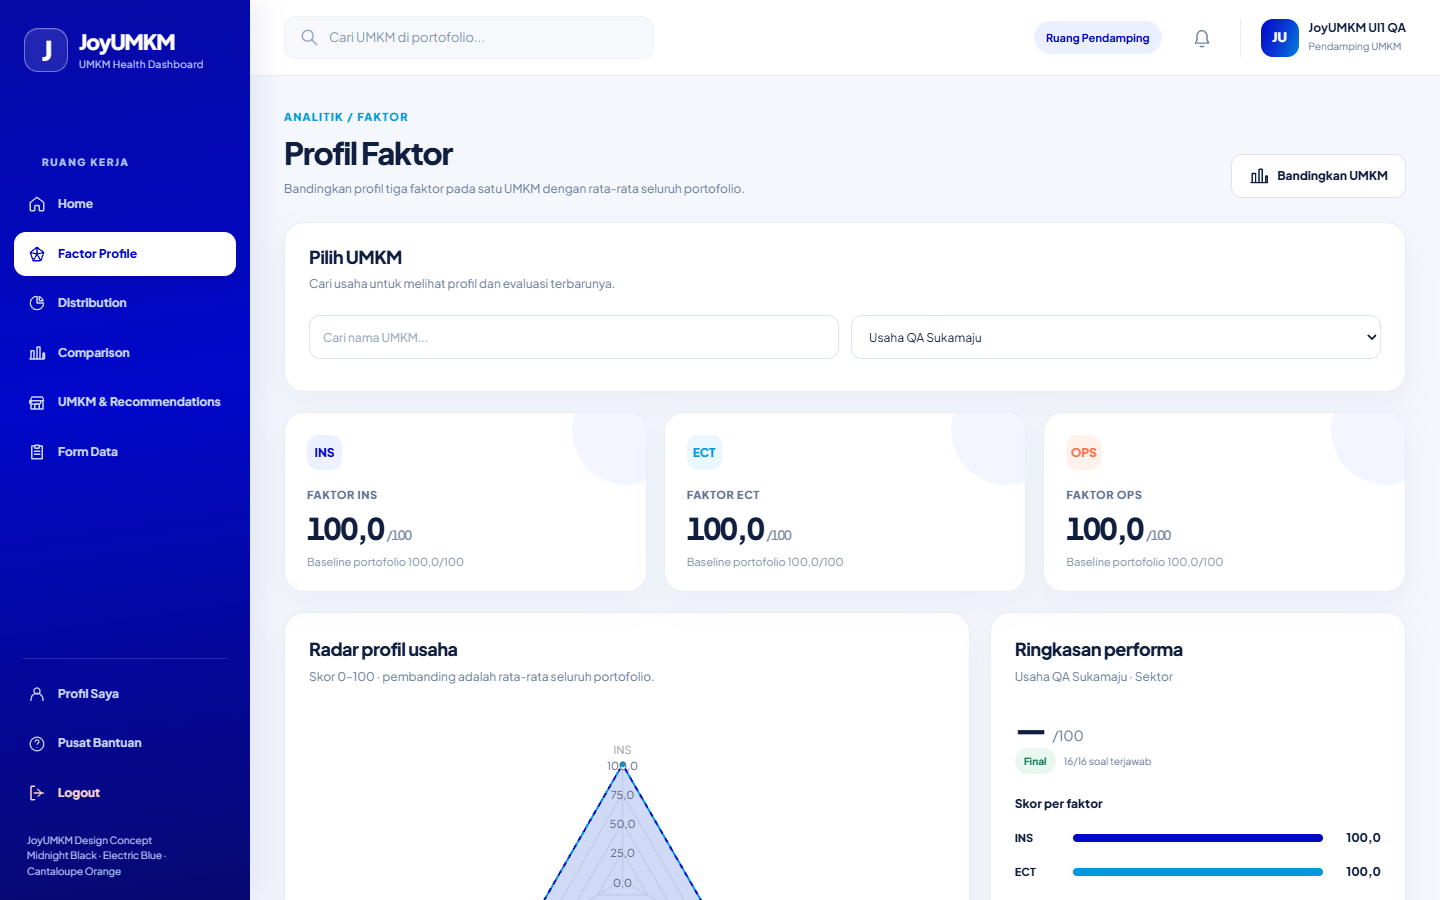 J
JoyUMKM
UMKM Health Dashboard
RUANG KERJA
Home
Factor Profile
Distribution
Comparison
UMKM & Recommendations
Form Data
Profil Saya
Pusat Bantuan
Logout
JoyUMKM Design Concept
Midnight Black · Electric Blue ·
Cantaloupe Orange
Cari UMKM di portofolio...
Ruang Pendamping
JU
JoyUMKM UI1 QA
Pendamping UMKM
ANALITIK / FAKTOR
Profil Faktor
Bandingkan profil tiga faktor pada satu UMKM dengan rata-rata seluruh portofolio.
Bandingkan UMKM
Pilih UMKM
Cari usaha untuk melihat profil dan evaluasi terbarunya.
Cari nama UMKM...
Usaha QA Sukamaju
INS
FAKTOR INS
100,0 /100
Baseline portofolio 100,0/100
ECT
FAKTOR ECT
100,0 /100
Baseline portofolio 100,0/100
OPS
FAKTOR OPS
100,0 /100
Baseline portofolio 100,0/100
Radar profil usaha
Skor 0–100 · pembanding adalah rata-rata seluruh portofolio.
INS
100,0
75,0
50,0
25,0
0,0
Ringkasan performa
Usaha QA Sukamaju · Sektor
— /100
Final 16/16 soal terjawab
Skor per faktor
INS 100,0
ECT 100,0